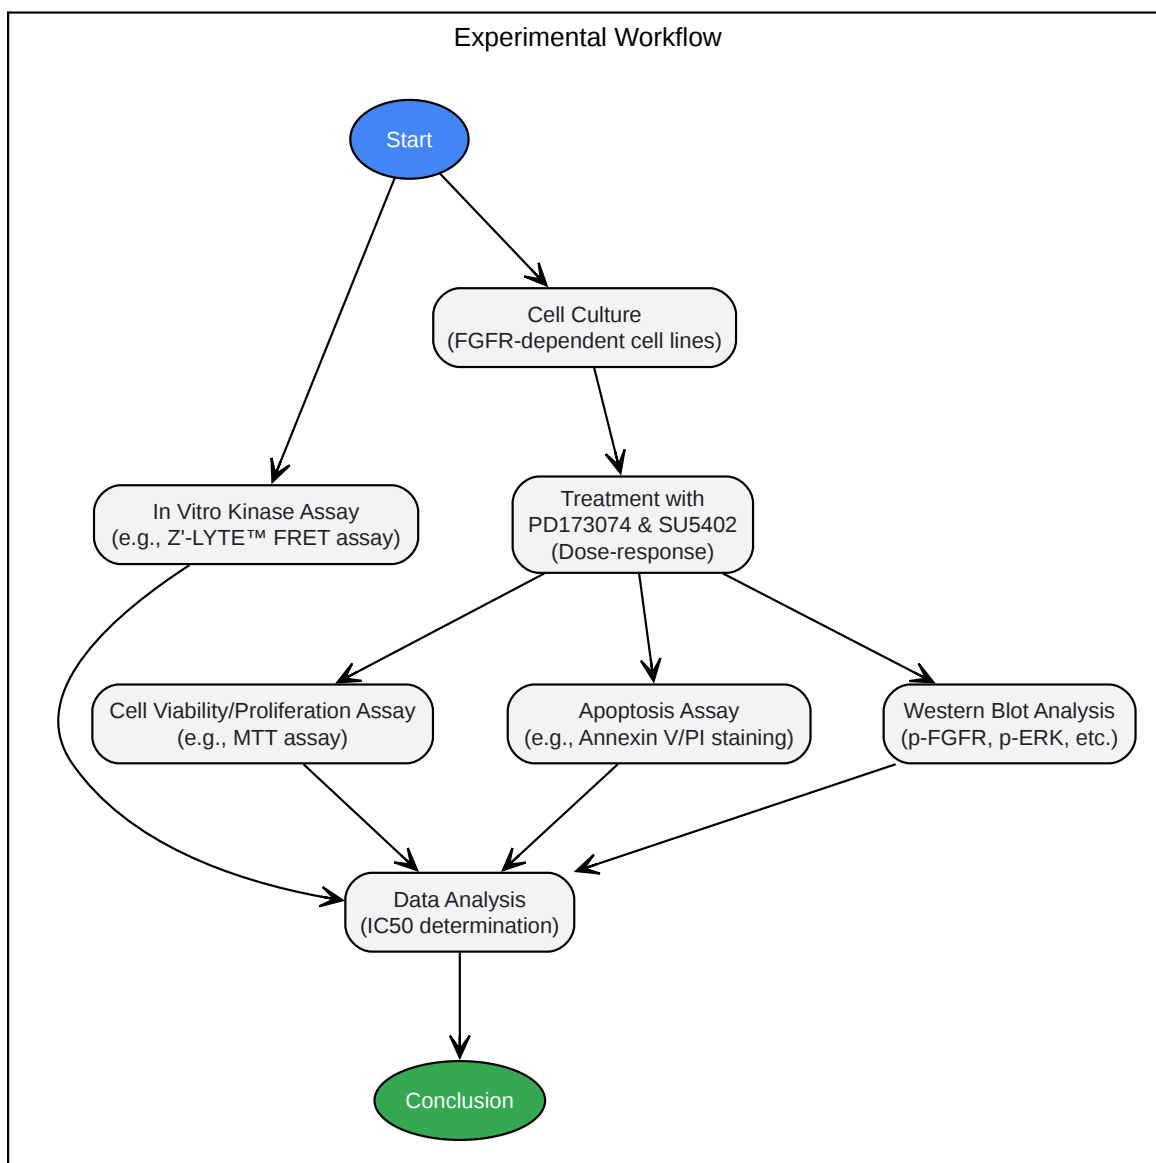 Experimental Workflow
Start
Cell Culture
(FGFR-dependent cell lines)
In Vitro Kinase Assay
(e.g., Z'-LYTE™ FRET assay)
Treatment with
PD173074 & SU5402
(Dose-response)
Cell Viability/Proliferation Assay
(e.g., MTT assay)
Apoptosis Assay
(e.g., Annexin V/PI staining)
Western Blot Analysis
(p-FGFR, p-ERK, etc.)
Data Analysis
(IC50 determination)
Conclusion